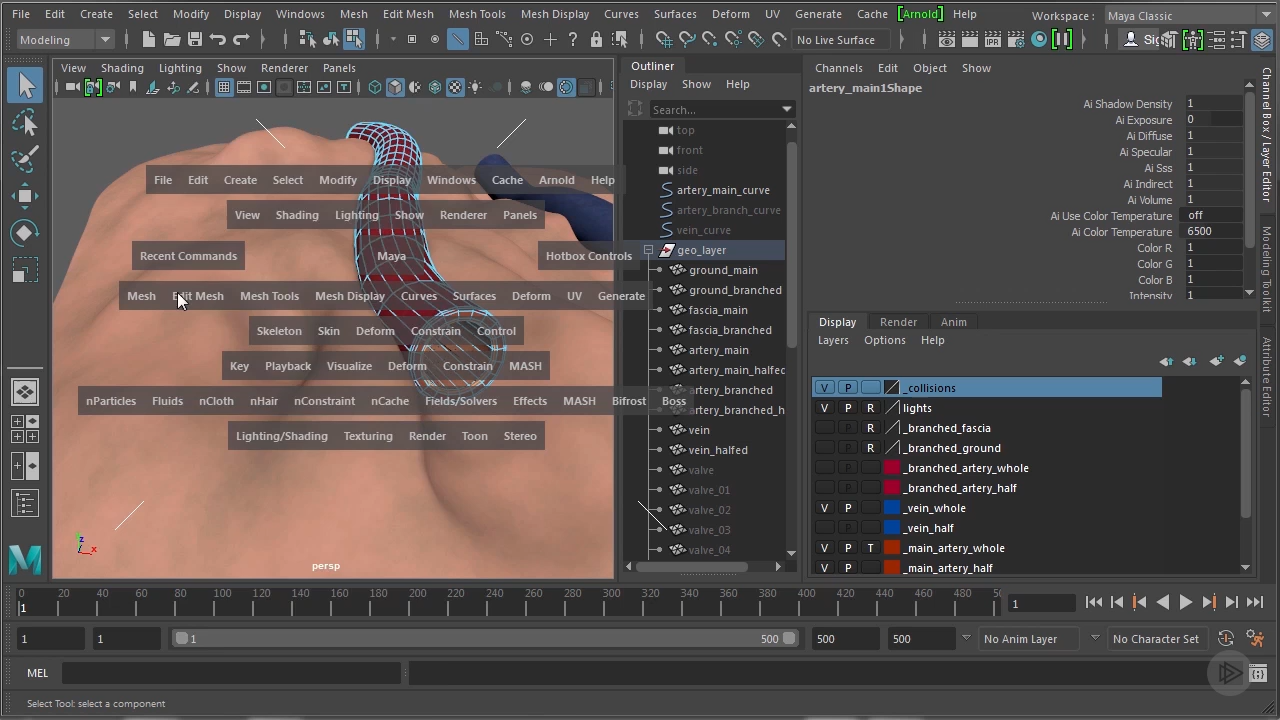 File Edit Create Select Modify Display Windows Mesh Edit Mesh Mesh Tools Mesh Display Curves Surfaces Deform UV Generate Cache [Arnold] Help Workspace : Maya Classic
Modeling No Live Surface
View Shading Lighting Show Renderer Panels
File Edit Create Select Modify Display Windows Cache Arnold Help
View Shading Lighting Show Renderer Panels
Recent Commands Maya Hotbox Controls
Mesh Edit Mesh Mesh Tools Mesh Display Curves Surfaces Deform UV Generate
Skeleton Skin Deform Constrain Control
Key Playback Visualize Deform Constrain MASH
nParticles Fluids nCloth nHair nConstraint nCache Fields/Solvers Effects MASH Bifrost Boss
Lighting/Shading Texturing Render Toon Stereo
persp
Outliner
Display Show Help
Search...
top
front
side
artery_main_curve
artery_branch_curve
vein_curve
geo_layer
ground_main
ground_branched
fascia_main
fascia_branched
artery_main
artery_main_halfed
artery_branched
artery_branched_h
vein
vein_halfed
valve
valve_01
valve_02
valve_03
valve_04
Channels Edit Object Show
artery_main1Shape
Ai Shadow Density 1
Ai Exposure 0
Ai Diffuse 1
Ai Specular 1
Ai Sss 1
Ai Indirect 1
Ai Volume 1
Ai Use Color Temperature off
Ai Color Temperature 6500
Color R 1
Color G 1
Color B 1
Intensity 1
Display Render Anim
Layers Options Help
V P _collisions
V P R lights
R _branched_fascia
R _branched_ground
P _branched_artery_whole
P _branched_artery_half
V P _vein_whole
P _vein_half
V P T _main_artery_whole
V P _main_artery_half
Channel Box / Layer Editor
Modeling Toolkit
Attribute Editor
0 20 40 60 80 100 120 140 160 180 200 220 240 260 280 300 320 340 360 380 400 420 440 460 480
1 1
1 1 1 500 500 500 No Anim Layer No Character Set
MEL
Select Tool: select a component